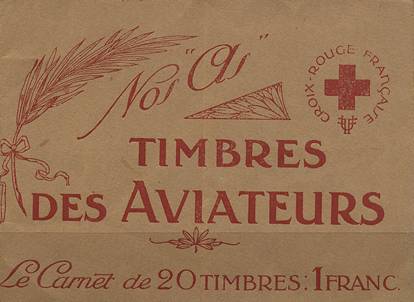 Nos "As"
CROIX-ROUGE FRANÇAISE
TIMBRES
DES AVIATEURS
Le Carnet de 20 TIMBRES: 1 FRANC.